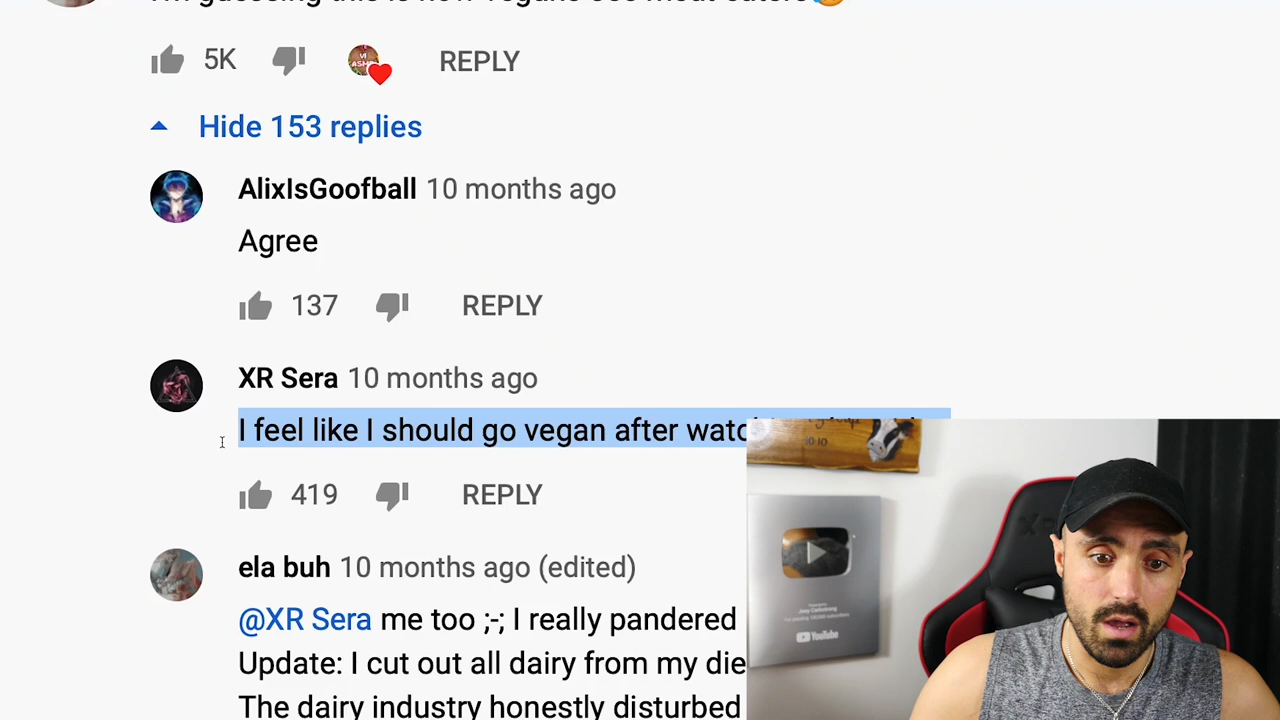 5K REPLY
Hide 153 replies
AlixIsGoofball 10 months ago
Agree
137 REPLY
XR Sera 10 months ago
I feel like I should go vegan after
419 REPLY
ela buh 10 months ago (edited)
@XR Sera me too ;-; I really pandered
Update: I cut out all dairy from my die
The dairy industry honestly disturbed
YouTube